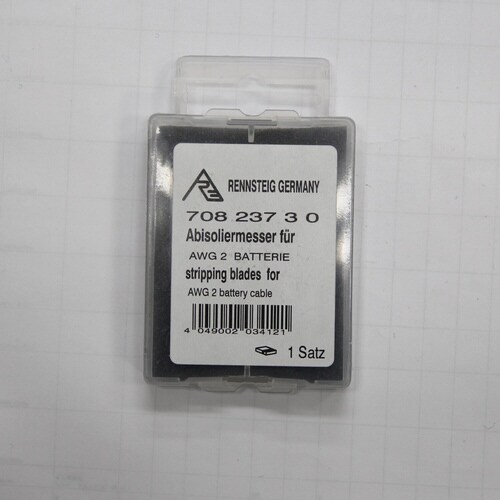 RE RENNSTEIG GERMANY
708 237 3 0
Abisoliermesser für
AWG 2 BATTERIE
stripping blades for
AWG 2 battery cable
4 049002 034121
1 Satz